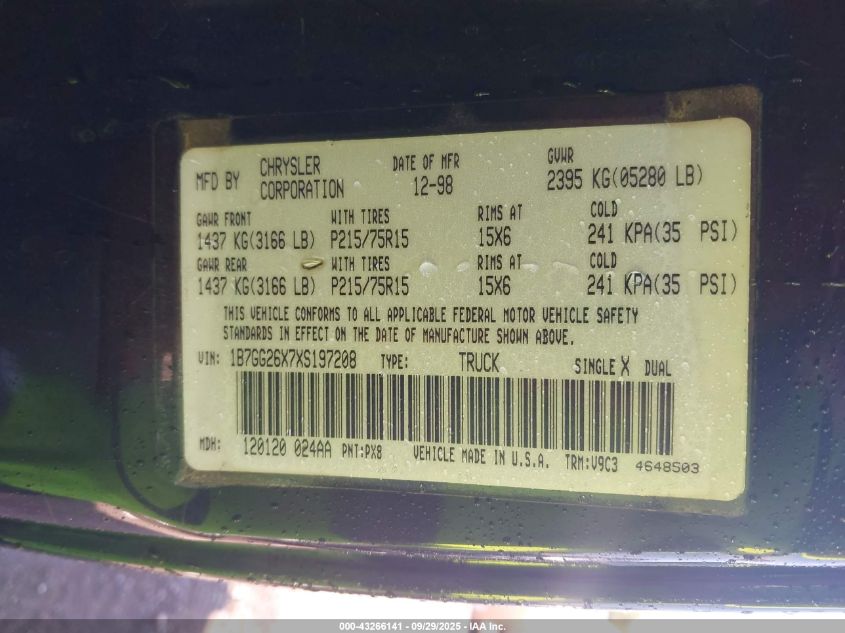 MFD BY CHRYSLER CORPORATION DATE OF MFR 12-98 GVWR 2395 KG(05280 LB)
GAWR FRONT WITH TIRES RIMS AT COLD
1437 KG(3166 LB) P215/75R15 15X6 241 KPA(35 PSI)
GAWR REAR WITH TIRES RIMS AT COLD
1437 KG(3166 LB) P215/75R15 15X6 241 KPA(35 PSI)
THIS VEHICLE CONFORMS TO ALL APPLICABLE FEDERAL MOTOR VEHICLE SAFETY
STANDARDS IN EFFECT ON THE DATE OF MANUFACTURE SHOWN ABOVE.
VIN: 1B7GG26X7XS197208 TYPE: TRUCK SINGLE X DUAL
MDH: 120120 024AA PNT:PX8 VEHICLE MADE IN U.S.A. TRM:V9C3 4648503
000-43266141 - 09/29/2025 - IAA Inc.